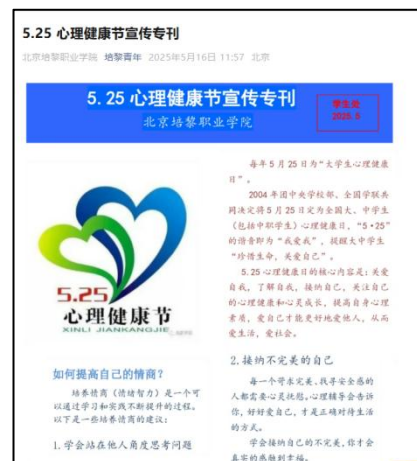 5.25 心理健康节宣传专刊
北京培黎职业学院 培黎青年 2025年5月16日 11:57 北京
5.25 心理健康节宣传专刊
北京培黎职业学院
学生处
2025.5
5.25
心理健康节
XINLI JIANKANGJIE
如何提高自己的情商？
培养情商（情绪智力）是一个可
以通过学习和实践不断提升的过程。
以下是一些培养情商的建议：
1.学会站在他人角度思考问题
每年5月25日为“大学生心理健康
日”。
2004年团中央学校部、全国学联共
同决定将5月25日定为全国大、中学生
（包括中职学生）心理健康日，“5·25”
的谐音即为“我爱我”，提醒大中学生
“珍惜生命，关爱自己”。
5.25心理健康日的核心内容是：关爱
自我，了解自我，接纳自己，关注自己
的心理健康和心灵成长，提高自身心理
素质，爱自己才能更好地爱他人，从而
爱生活、爱社会。
2.接纳不完美的自己
每一个苛求完美、找寻安全感的
人都需要心灵抚慰，心理辅导会告诉
你，好好爱自己，才是正确对待生活
的方式。
学会接纳自己的不完美，你才会
真实的感触到幸福。